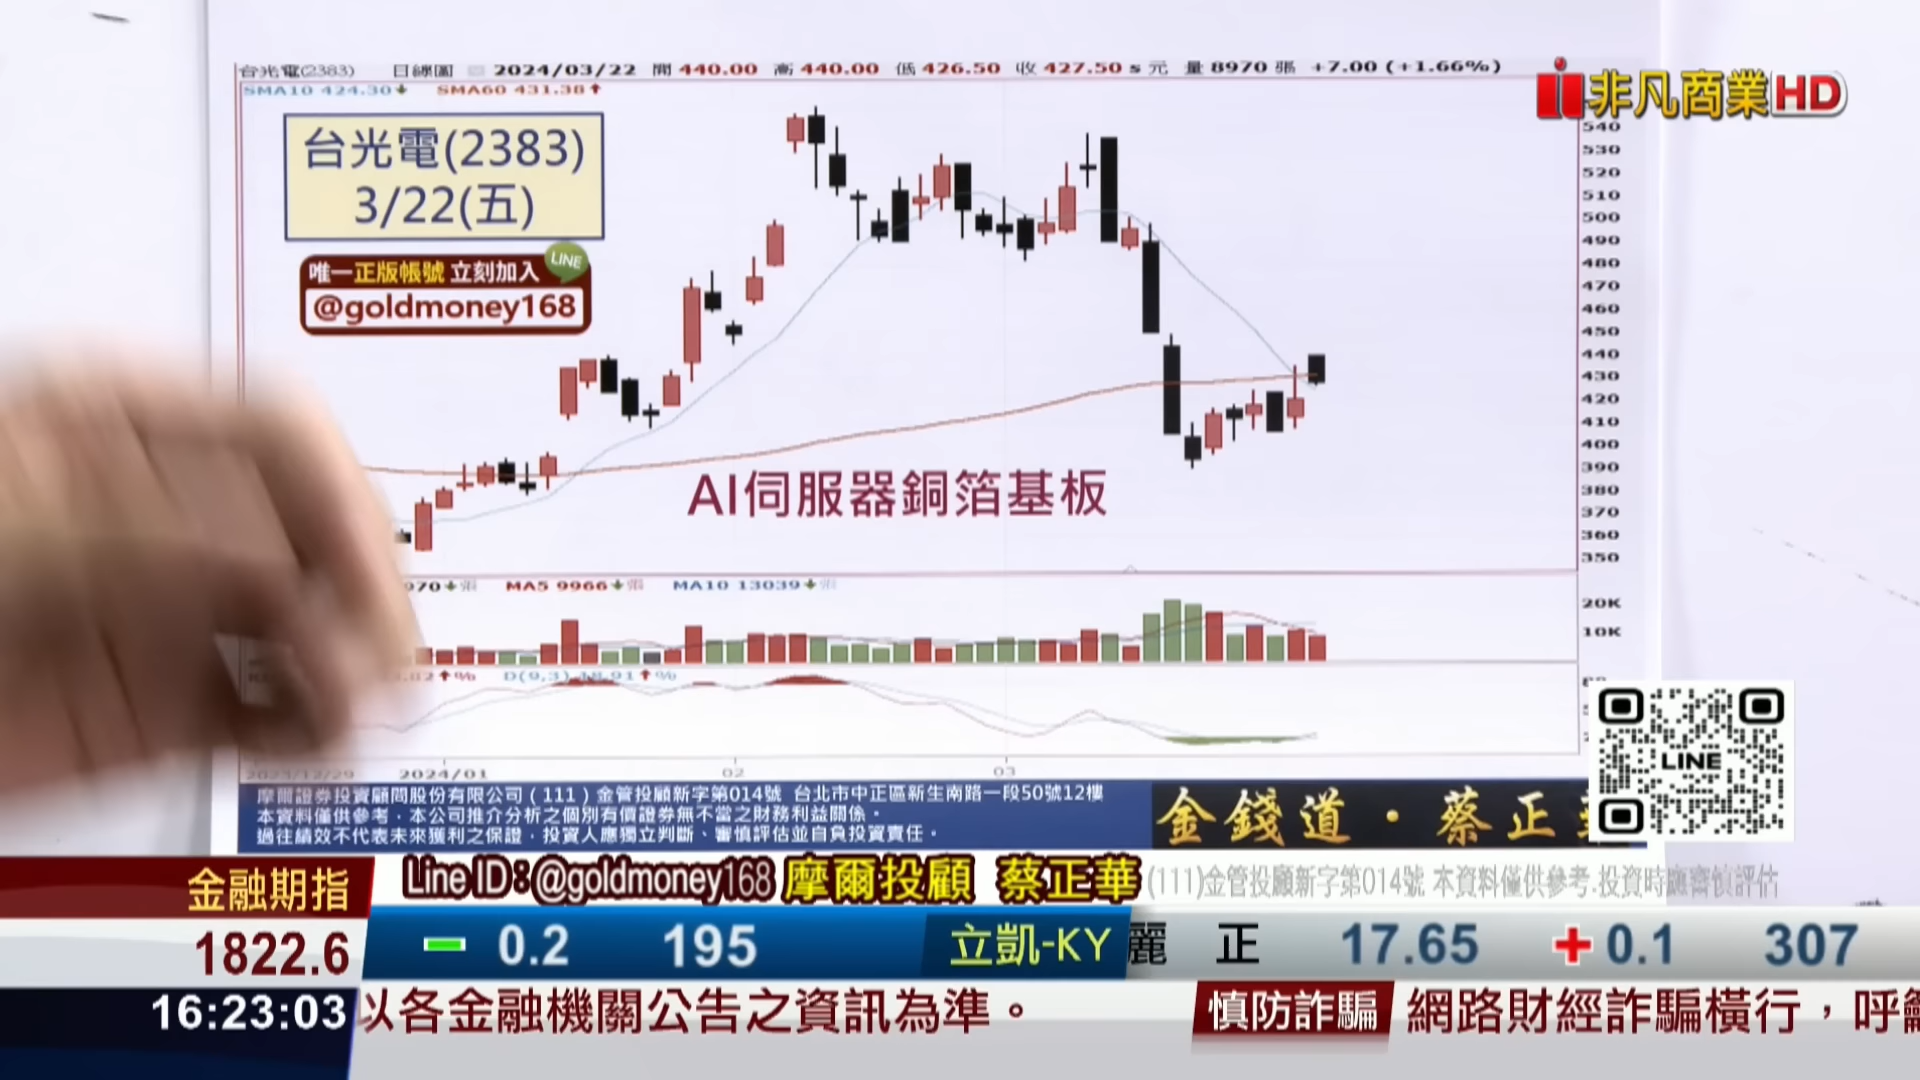 台光電(2383) 日線圖 2024/03/22 開 440.00 高 440.00 低 426.50 收 427.50 s 元 量 8970 張 +7.00 (+1.66%)
SMA10 424.30↓ SMA60 431.38↑
非凡商業HD
台光電(2383)
3/22(五)
唯一正版帳號 立刻加入
LINE
@goldmoney168
540
530
520
510
500
490
480
470
460
450
440
430
420
410
400
390
380
370
360
350
AI伺服器銅箔基板
970↓張 MA5 9966↓張 MA10 13039↓張
20K
10K
D(9,3) 48.91↑%
2023/12/29 2024/01 02 03
LINE
摩爾證券投資顧問股份有限公司（111）金管投顧新字第014號 台北市中正區新生南路一段50號12樓
本資料僅供參考，本公司推介分析之個別有價證券無不當之財務利益關係。
過往績效不代表未來獲利之保證，投資人應獨立判斷、審慎評估並自負投資責任。
金錢道・蔡正
Line ID：@goldmoney168 摩爾投顧 蔡正華 (111)金管投顧新字第014號 本資料僅供參考.投資時應審慎評估
金融期指
1822.6
0.2 195 立凱-KY 麗正 17.65 +0.1 307
16:23:03
以各金融機關公告之資訊為準。 慎防詐騙 網路財經詐騙橫行，呼籲